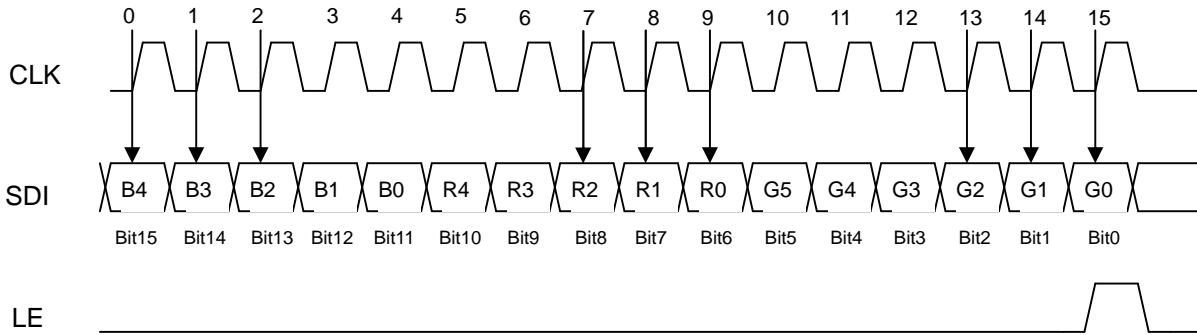 0 1 2 3 4 5 6 7 8 9 10 11 12 13 14 15
CLK
SDI B4 B3 B2 B1 B0 R4 R3 R2 R1 R0 G5 G4 G3 G2 G1 G0
Bit15 Bit14 Bit13 Bit12 Bit11 Bit10 Bit9 Bit8 Bit7 Bit6 Bit5 Bit4 Bit3 Bit2 Bit1 Bit0
LE